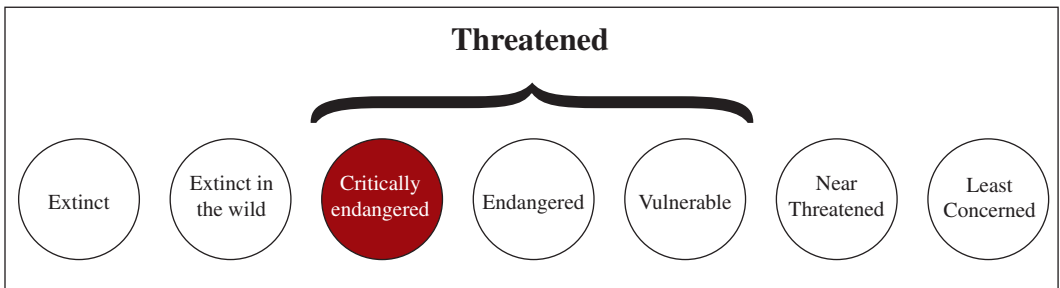 Threatened
Extinct
Extinct in
the wild
Critically
endangered
Endangered
Vulnerable
Near
Threatened
Least
Concerned